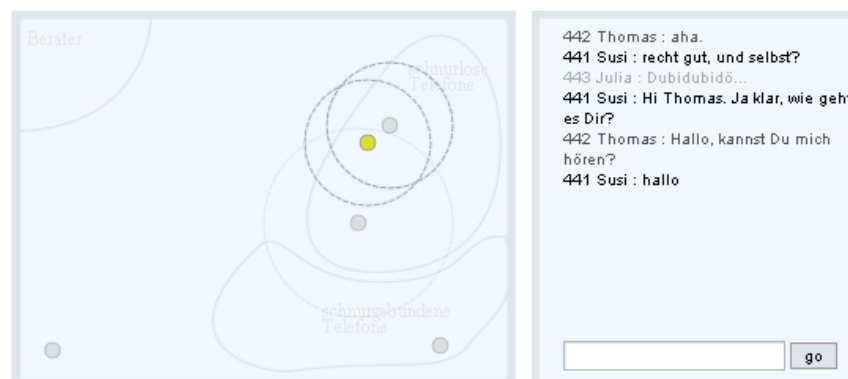 Berater
schnurlose
Telefone
schnurgebundene
Telefone
442 Thomas : aha.
441 Susi : recht gut, und selbst?
443 Julia : Dubidubidö...
441 Susi : Hi Thomas. Ja klar, wie geht
es Dir?
442 Thomas : Hallo, kannst Du mich
hören?
441 Susi : hallo
go